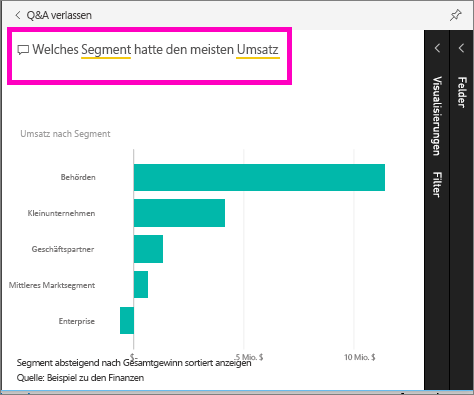 Q&A verlassen
Welches Segment hatte den meisten Umsatz
Umsatz nach Segment
Behörden
Kleinunternehmen
Geschäftspartner
Mittleres Marktsegment
Enterprise
$- 5 Mio. $ 10 Mio. $
Segment absteigend nach Gesamtgewinn sortiert anzeigen
Quelle: Beispiel zu den Finanzen
Visualisierungen
Filter
Felder